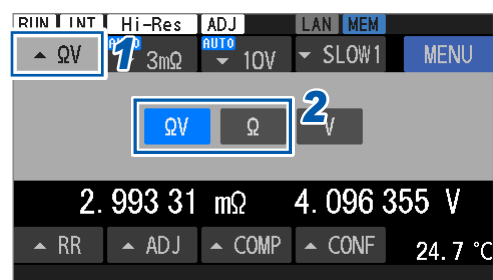 RUN INT Hi-Res ADJ LAN MEM
▲ ΩV 1 AUTO ▼ 3mΩ AUTO ▼ 10V ▼ SLOW1 MENU
ΩV Ω 2 V
2.993 31 mΩ 4.096 355 V
▲ RR ▲ ADJ ▲ COMP ▲ CONF 24.7 °C